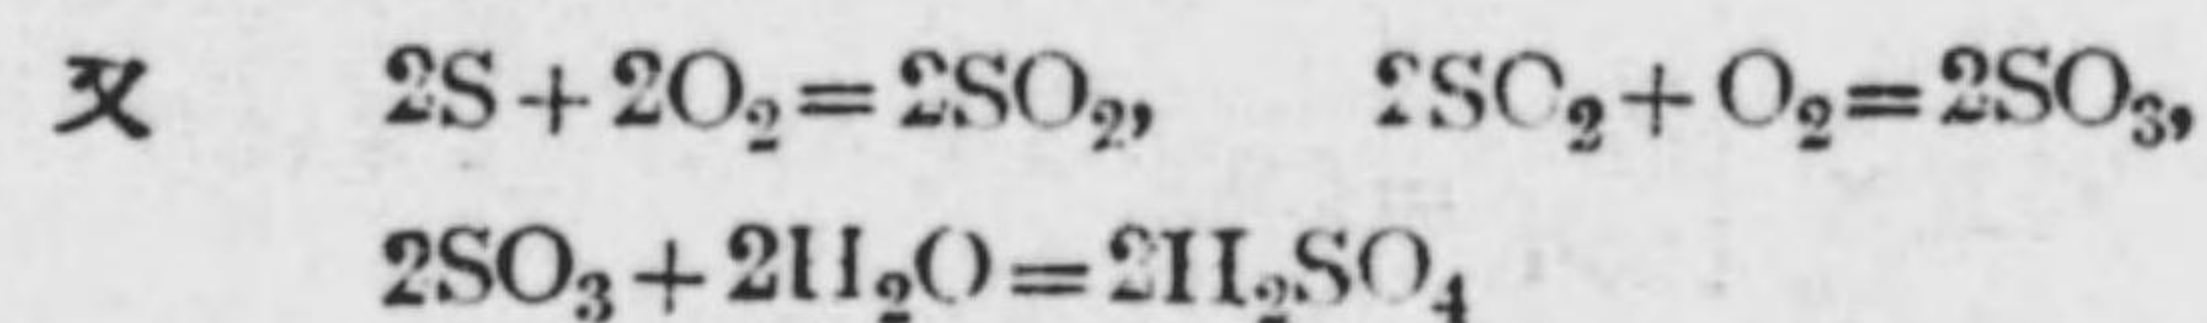 又 2S+2O₂=2SO₂, 2SO₂+O₂=2SO₃,
2SO₃+2H₂O=2H₂SO₄